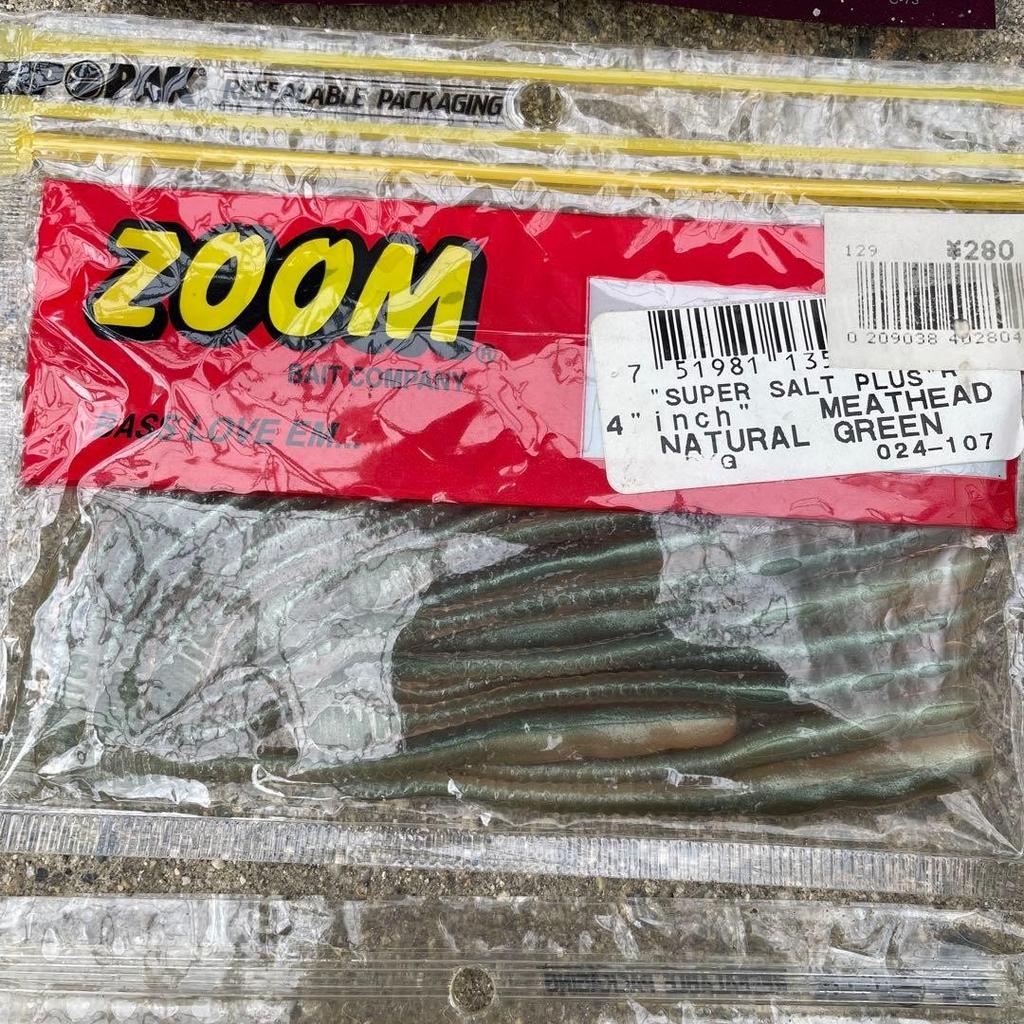 RESEALABLE PACKAGING
ZOOM
®
BAIT COMPANY
BASS LOVE EM...
129 ¥280
0 209038 402804
7 51981 135
"SUPER SALT PLUS"
4" inch" MEATHEAD
NATURAL GREEN
024-107